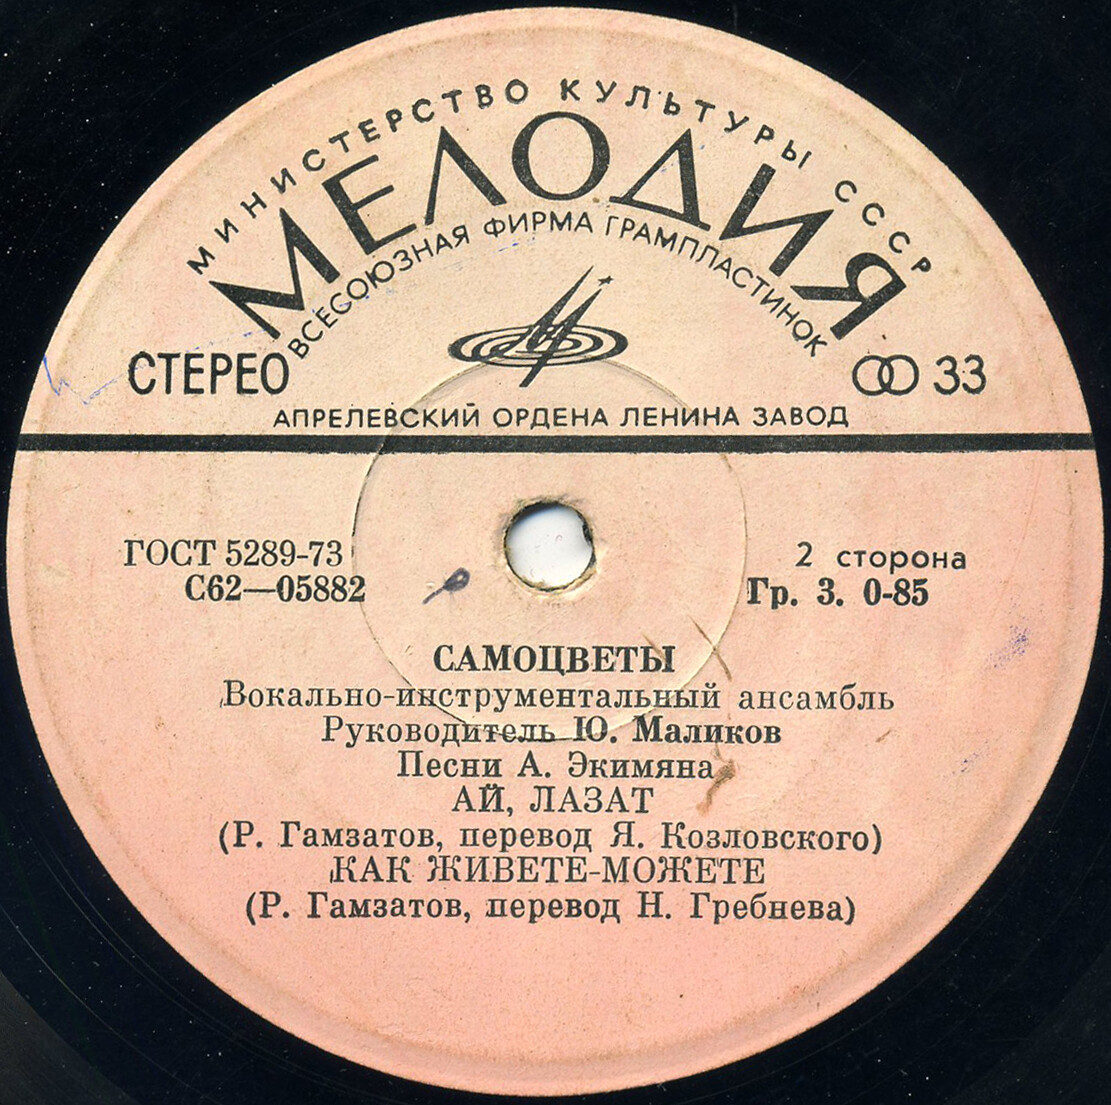 МИНИСТЕРСТВО КУЛЬТУРЫ СССР
МЕЛОДИЯ
ВСЕСОЮЗНАЯ ФИРМА ГРАМПЛАСТИНОК
СТЕРЕО
33
АПРЕЛЕВСКИЙ ОРДЕНА ЛЕНИНА ЗАВОД
ГОСТ 5289-73
С62—05882
2 сторона
Гр. 3. 0-85
САМОЦВЕТЫ
Вокально-инструментальный ансамбль
Руководитель Ю. Маликов
Песни А. Экимяна
АЙ, ЛАЗАТ
(Р. Гамзатов, перевод Я. Козловского)
КАК ЖИВЕТЕ-МОЖЕТЕ
(Р. Гамзатов, перевод Н. Гребнева)